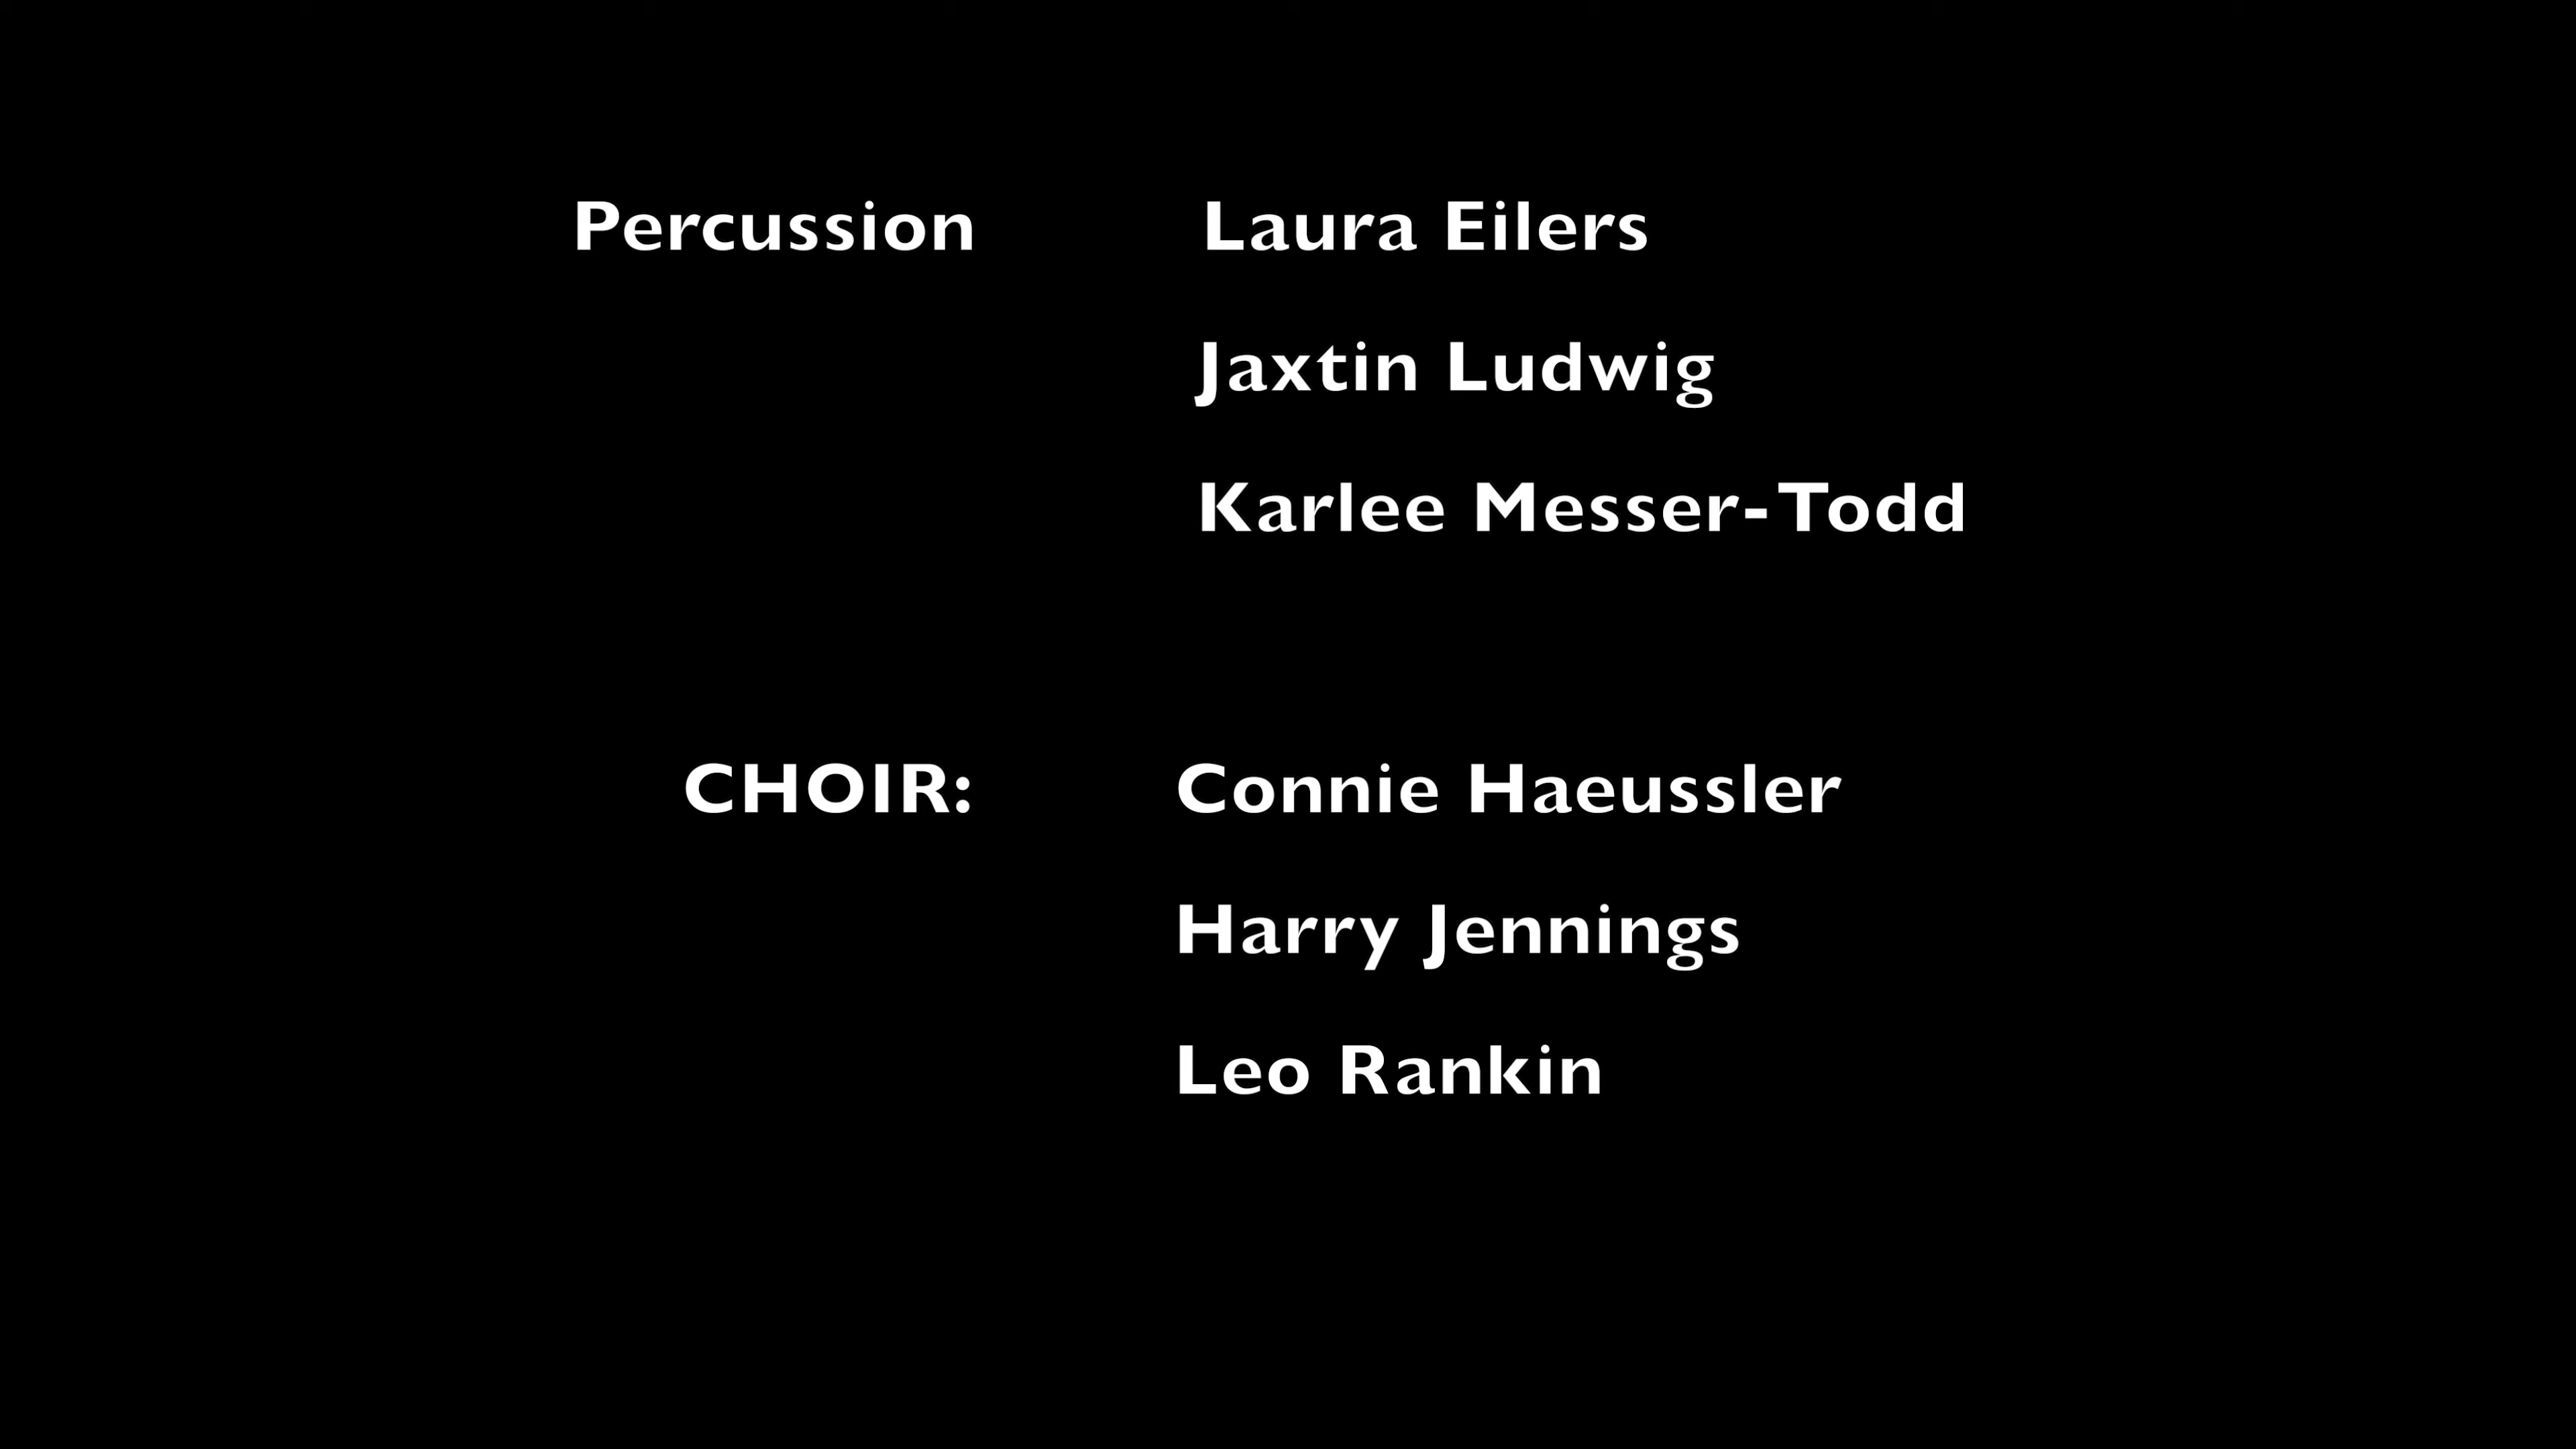 Percussion Laura Eilers
Jaxtin Ludwig
Karlee Messer-Todd
CHOIR: Connie Haeussler
Harry Jennings
Leo Rankin